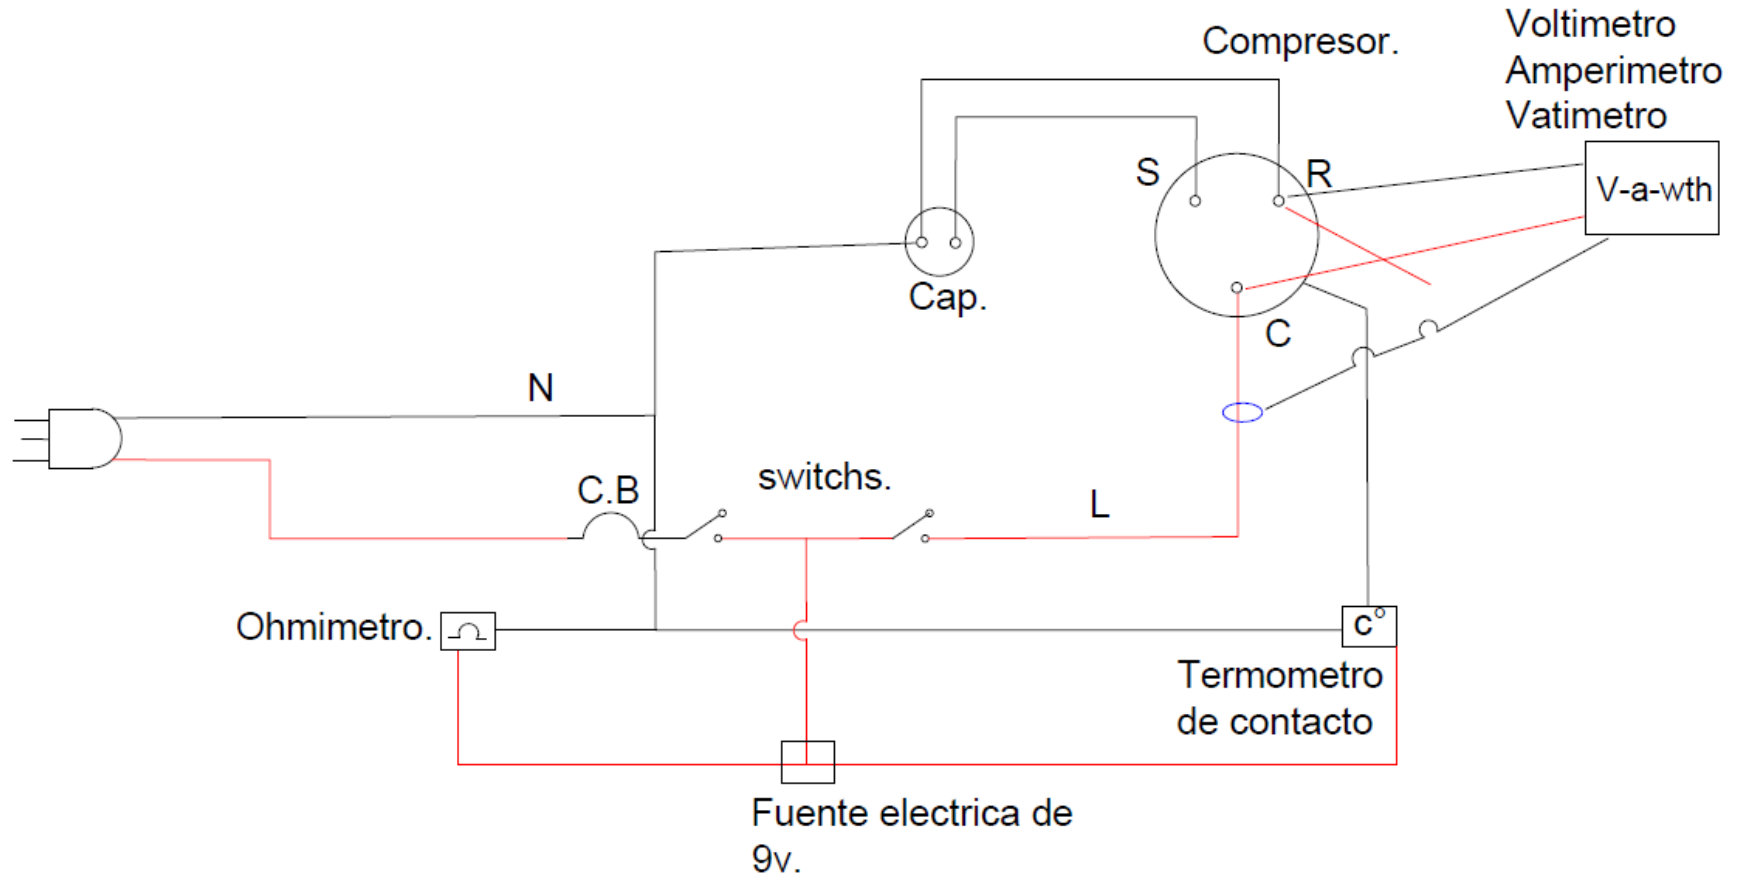 Compresor.
Voltimetro
Amperimetro
Vatimetro
S
R
V-a-wth
Cap.
C
N
C.B
switchs.
L
Ohmimetro.
c°
Termometro
de contacto
Fuente electrica de
9v.